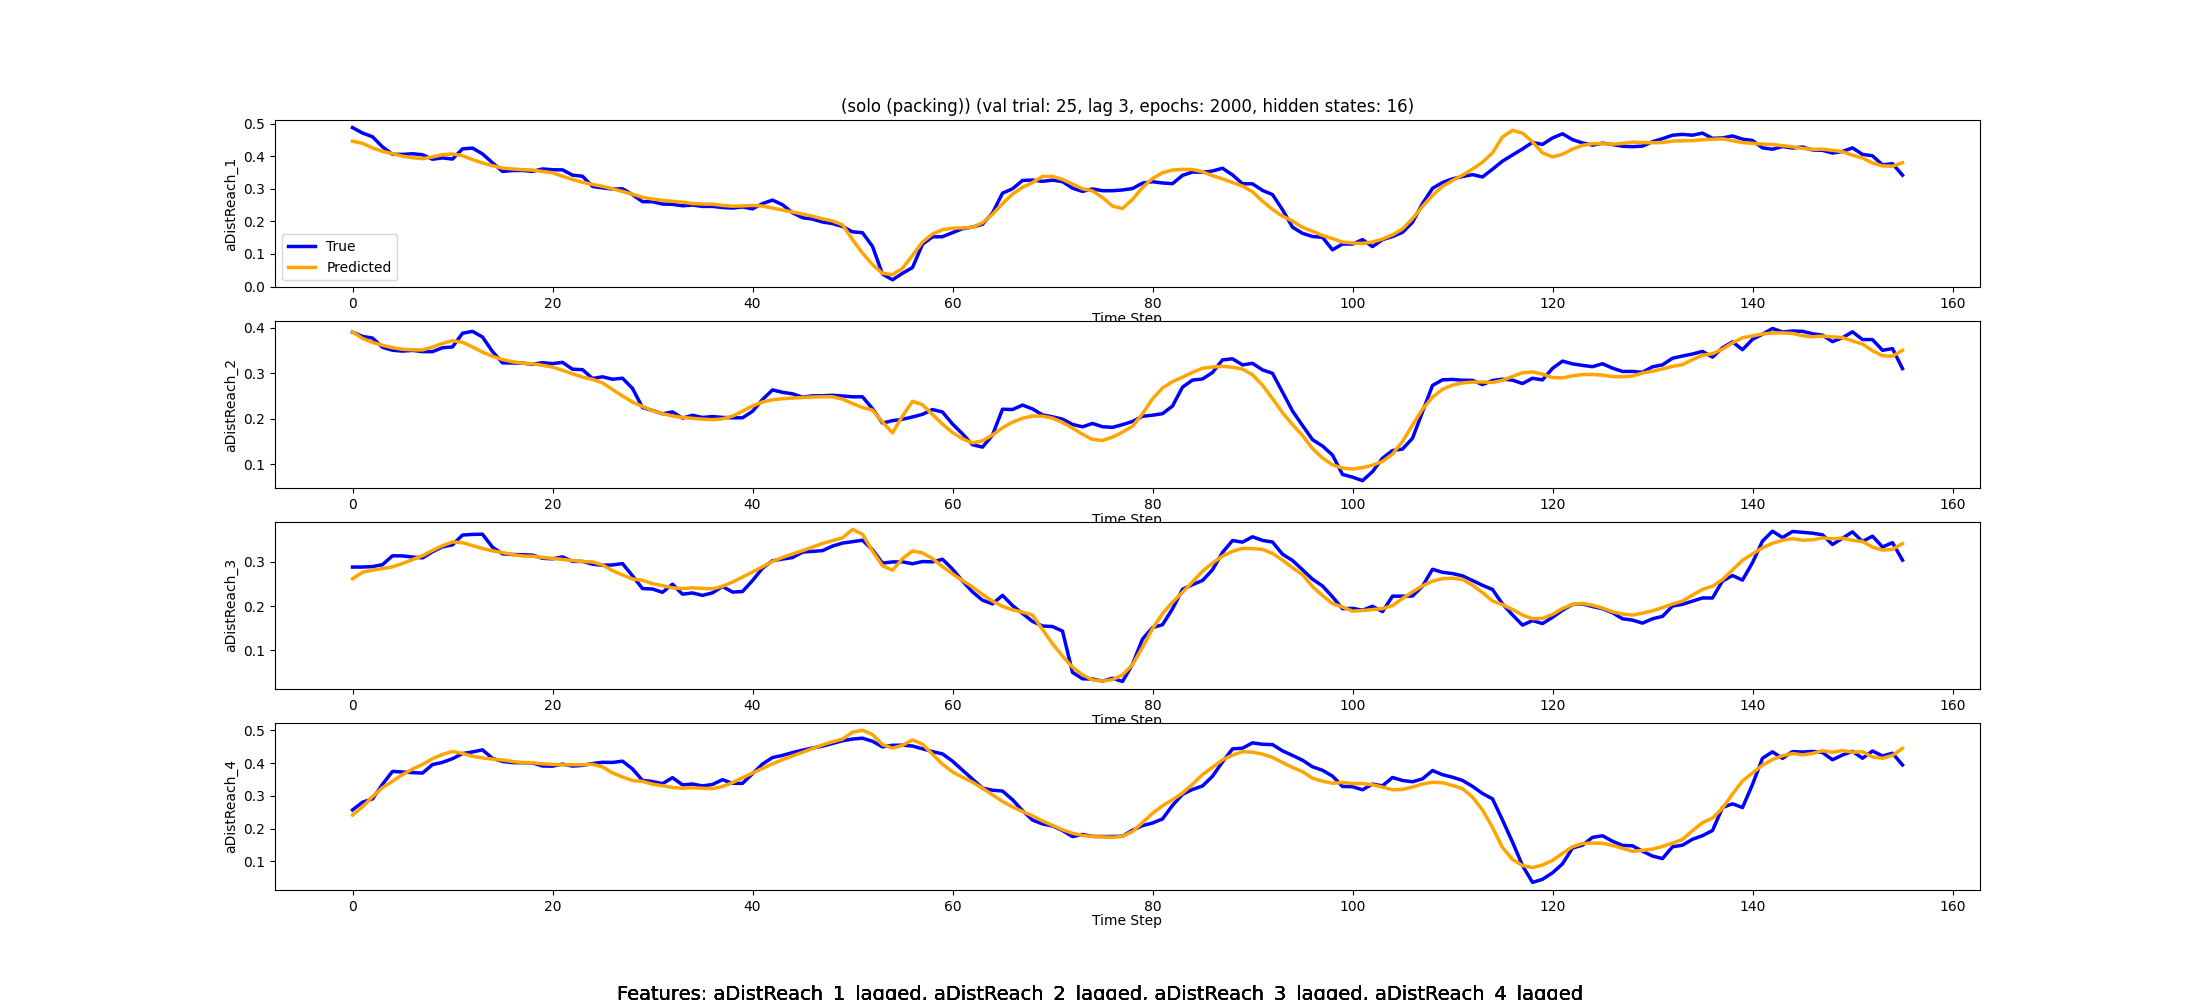 (solo (packing)) (val trial: 25, lag 3, epochs: 2000, hidden states: 16)
aDistReach_1
0.5
0.4
0.3
0.2
0.1
0.0
True
Predicted
0 20 40 60 80 100 120 140 160
Time Step
aDistReach_2
0.4
0.3
0.2
0.1
0 20 40 60 80 100 120 140 160
Time Step
aDistReach_3
0.3
0.2
0.1
0 20 40 60 80 100 120 140 160
Time Step
aDistReach_4
0.5
0.4
0.3
0.2
0.1
0 20 40 60 80 100 120 140 160
Time Step
Features: aDistReach_1_lagged, aDistReach_2_lagged, aDistReach_3_lagged, aDistReach_4_lagged